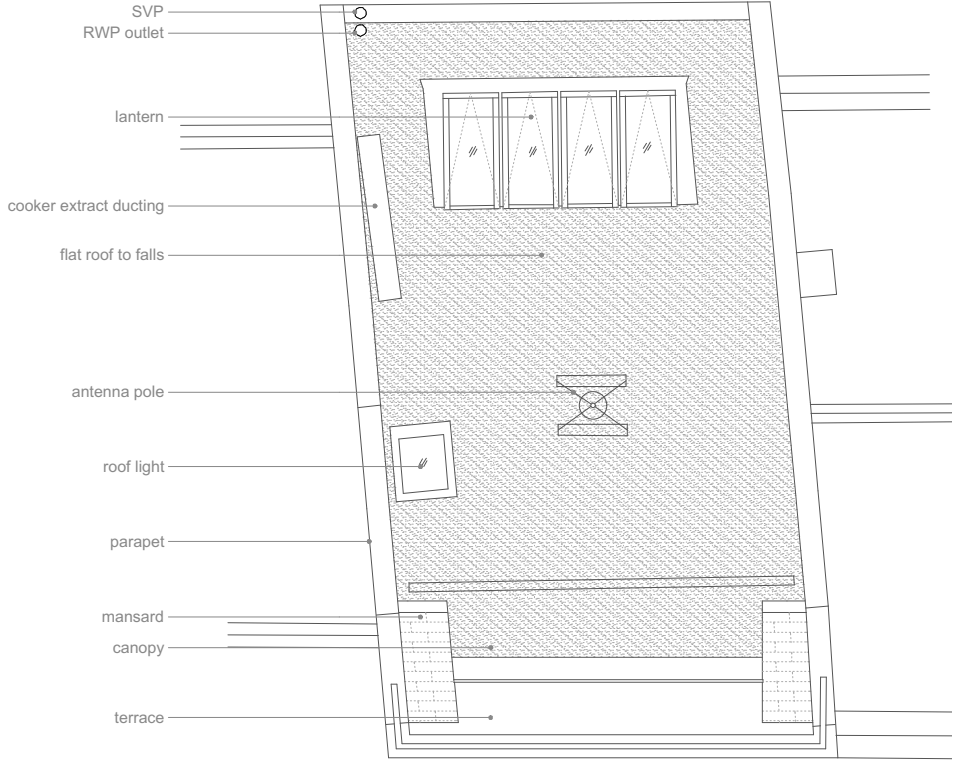 SVP
RWP outlet
lantern
cooker extract ducting
flat roof to falls
antenna pole
roof light
parapet
mansard
canopy
terrace